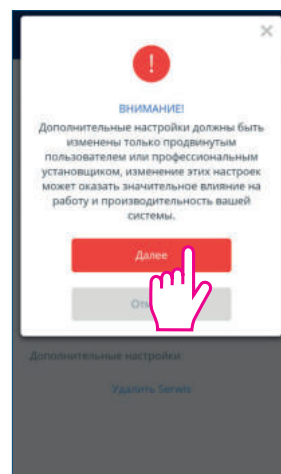 ВНИМАНИЕ!
Дополнительные настройки должны быть
изменены только продвинутым
пользователем или профессиональным
установщиком, изменение этих настроек
может оказать значительное влияние на
работу и производительность вашей
системы.
Далее
Дополнительные настройки
Удалить Serwis